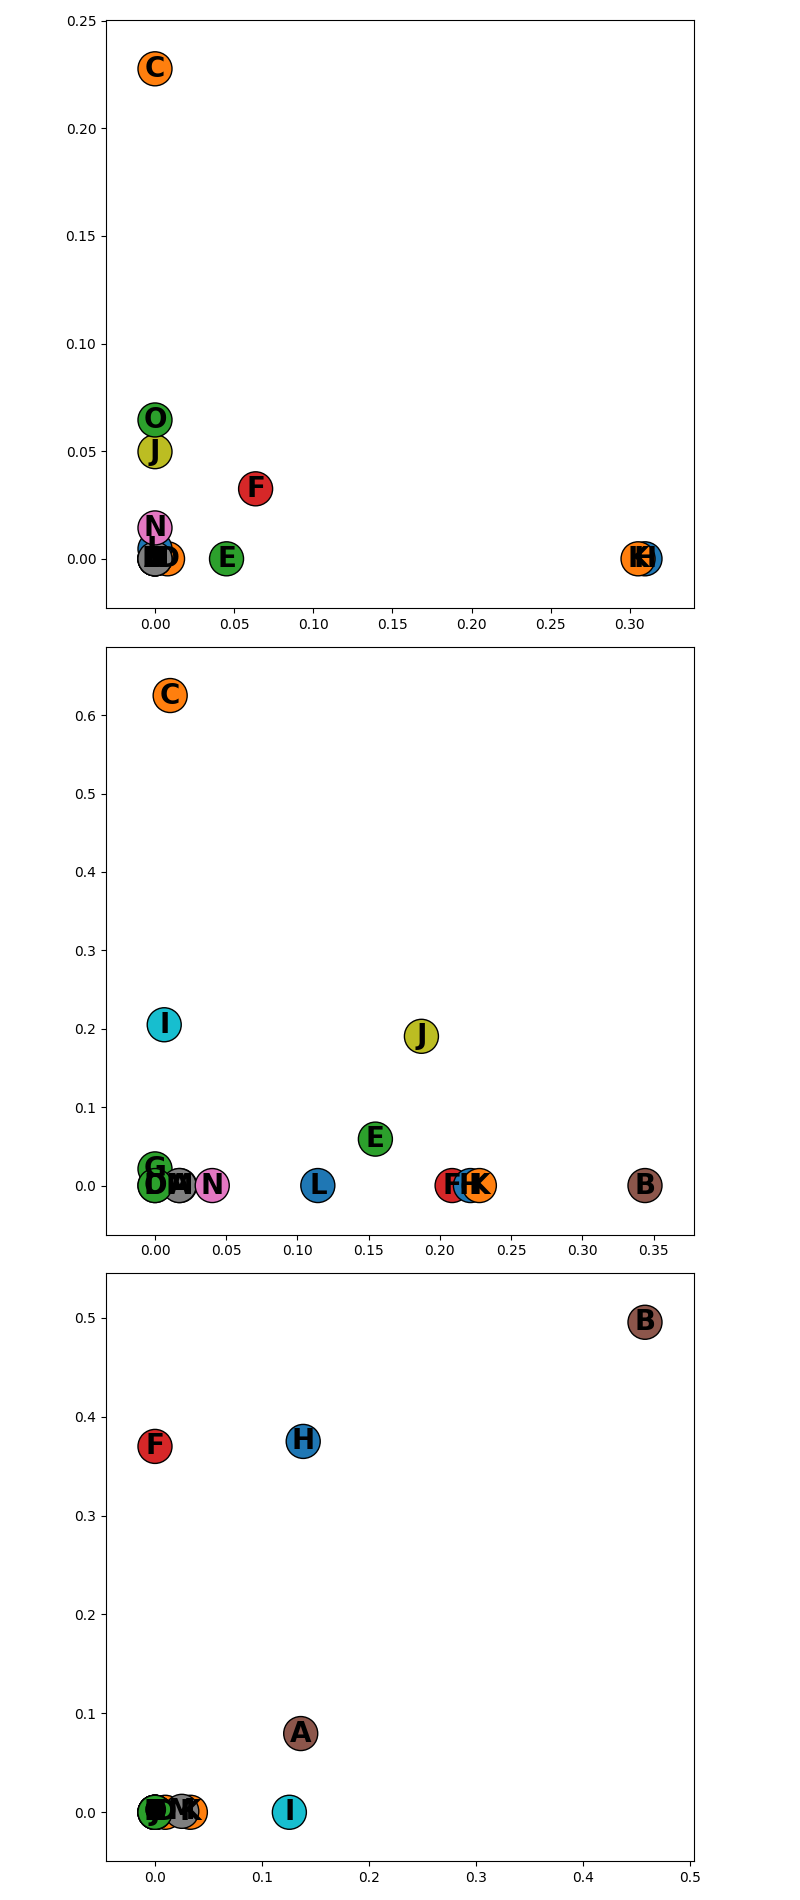 0.25
C
0.20
0.15
0.10
O
J
0.05
F
N
L
0.00 D E K H
0.00 0.05 0.10 0.15 0.20 0.25 0.30
C
0.6
0.5
0.4
0.3
I
0.2 J
0.1 E
G
0.0 O N L F H K B
0.00 0.05 0.10 0.15 0.20 0.25 0.30 0.35
0.5 B
0.4 H
F
0.3
0.2
0.1 A
0.0 D M K I
0.0 0.1 0.2 0.3 0.4 0.5